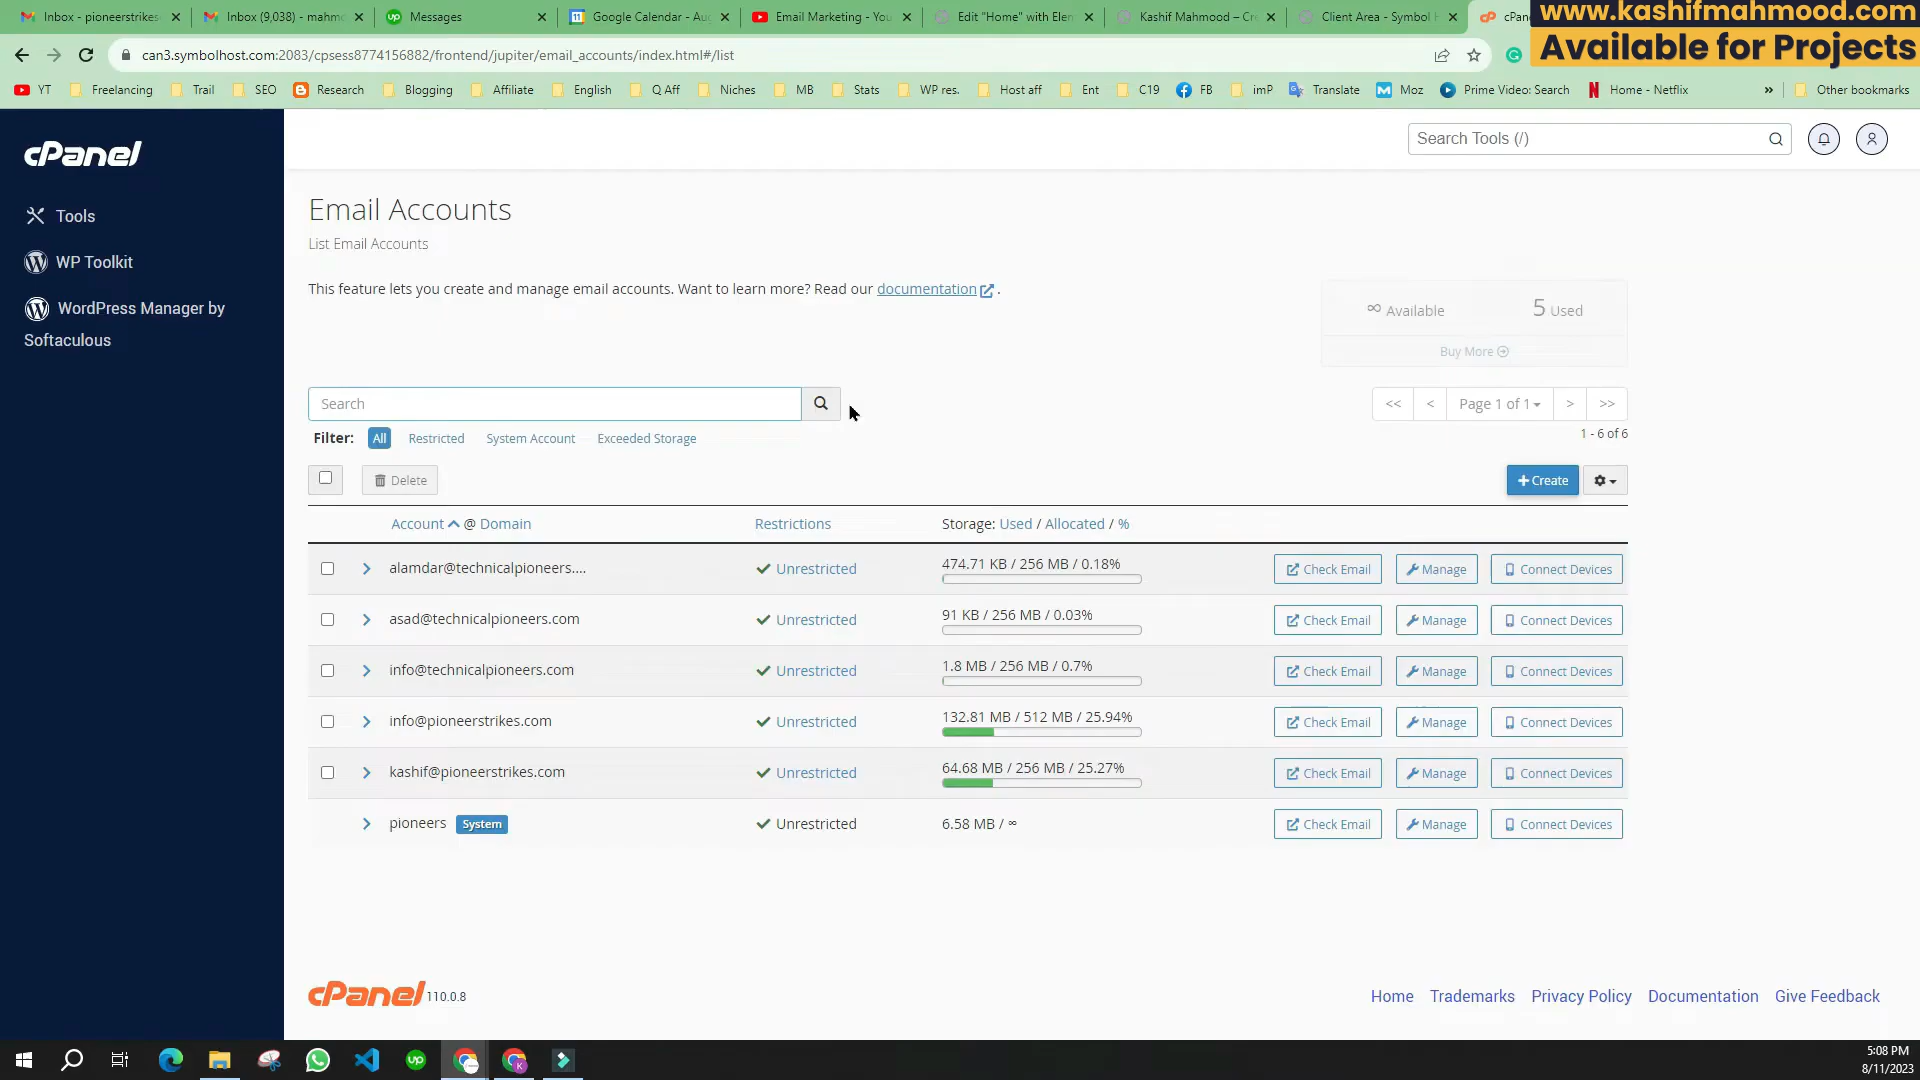 Inbox - pioneerstrikes
Inbox (9,038) - mahm
Messages
Google Calendar - Au
Email Marketing - You
Edit "Home" with Elen
Kashif Mahmood – Cr
Client Area - Symbol
cPan
www.kashifmahmood.com
Available for Projects
can3.symbolhost.com:2083/cpsess8774156882/frontend/jupiter/email_accounts/index.html#/list
YT
Freelancing
Trail
SEO
Research
Blogging
Affiliate
English
Q Aff
Niches
MB
Stats
WP res.
Host aff
Ent
C19
FB
imP
Translate
Moz
Prime Video: Search
Home - Netflix
»
Other bookmarks
cPanel
Search Tools (/)
Tools
WP Toolkit
WordPress Manager by
Softaculous
Email Accounts
List Email Accounts
This feature lets you create and manage email accounts. Want to learn more? Read our documentation .
∞ Available
5 Used
Buy More
Search
<< < Page 1 of 1 > >>
1 - 6 of 6
Filter: All Restricted System Account Exceeded Storage
Delete
+ Create
Account @ Domain
Restrictions
Storage: Used / Allocated / %
alamdar@technicalpioneers....
Unrestricted
474.71 KB / 256 MB / 0.18%
Check Email
Manage
Connect Devices
asad@technicalpioneers.com
Unrestricted
91 KB / 256 MB / 0.03%
Check Email
Manage
Connect Devices
info@technicalpioneers.com
Unrestricted
1.8 MB / 256 MB / 0.7%
Check Email
Manage
Connect Devices
info@pioneerstrikes.com
Unrestricted
132.81 MB / 512 MB / 25.94%
Check Email
Manage
Connect Devices
kashif@pioneerstrikes.com
Unrestricted
64.68 MB / 256 MB / 25.27%
Check Email
Manage
Connect Devices
pioneers System
Unrestricted
6.58 MB / ∞
Check Email
Manage
Connect Devices
cPanel 110.0.8
Home
Trademarks
Privacy Policy
Documentation
Give Feedback
5:08 PM
8/11/2023